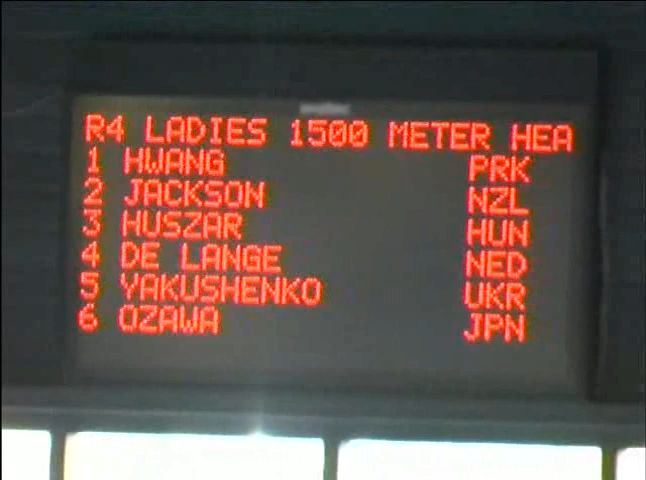 R4 LADIES 1500 METER HEA
1 HWANG PRK
2 JACKSON NZL
3 HUSZAR HUN
4 DE LANGE NED
5 YAKUSHENKO UKR
6 OZAWA JPN